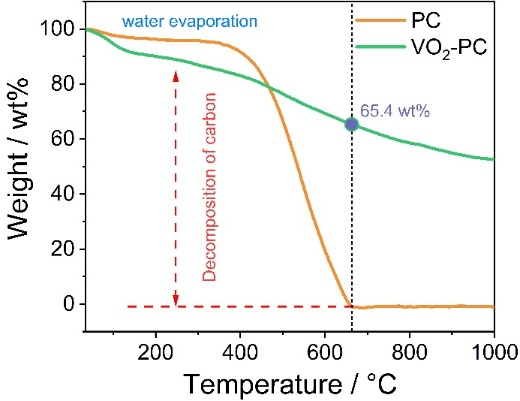 water evaporation
PC
VO₂-PC
65.4 wt%
Decomposition of carbon
Weight / wt%
100
80
60
40
20
0
200
400
600
800
1000
Temperature / °C